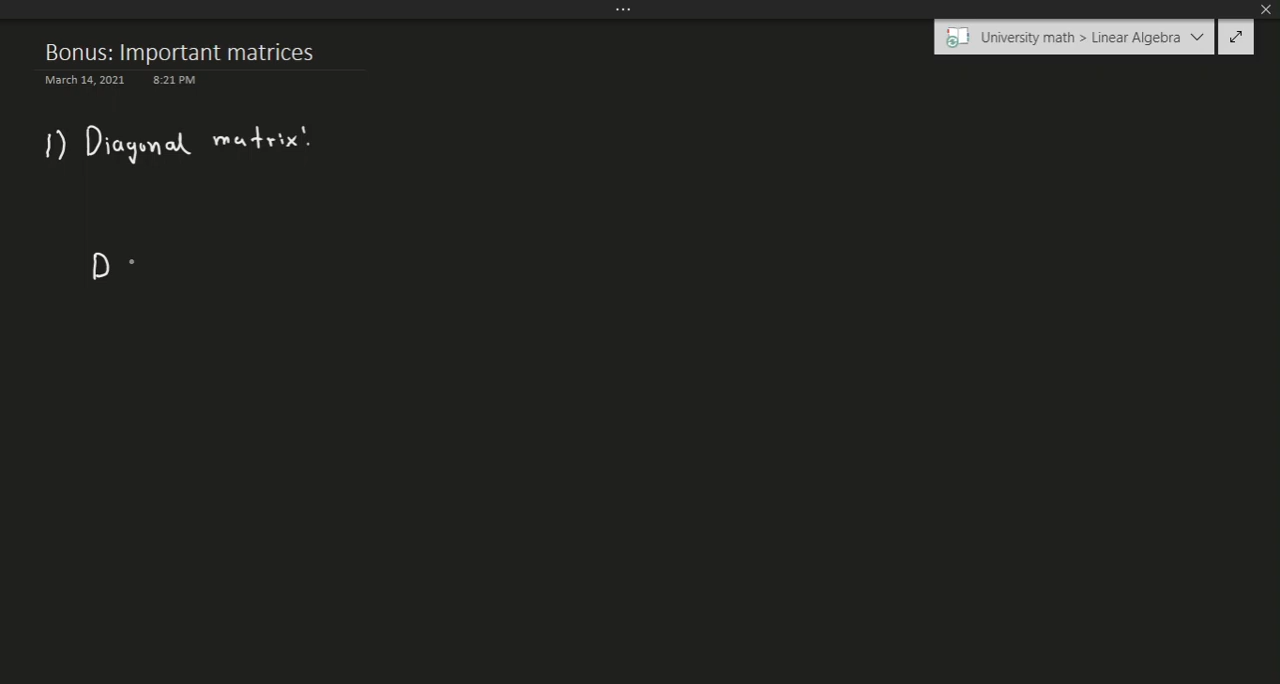 University math > Linear Algebra
Bonus: Important matrices
March 14, 2021 8:21 PM
1) Diagonal matrix:
D